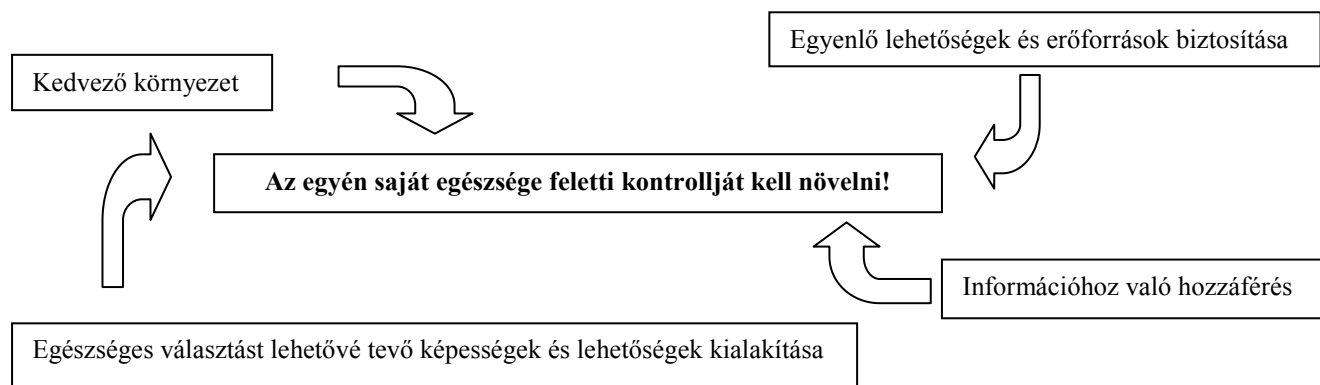 Egyenlő lehetőségek és erőforrások biztosítása
Kedvező környezet
Az egyén saját egészsége feletti kontrollját kell növelni!
Információhoz való hozzáférés
Egészséges választást lehetővé tevő képességek és lehetőségek kialakítása